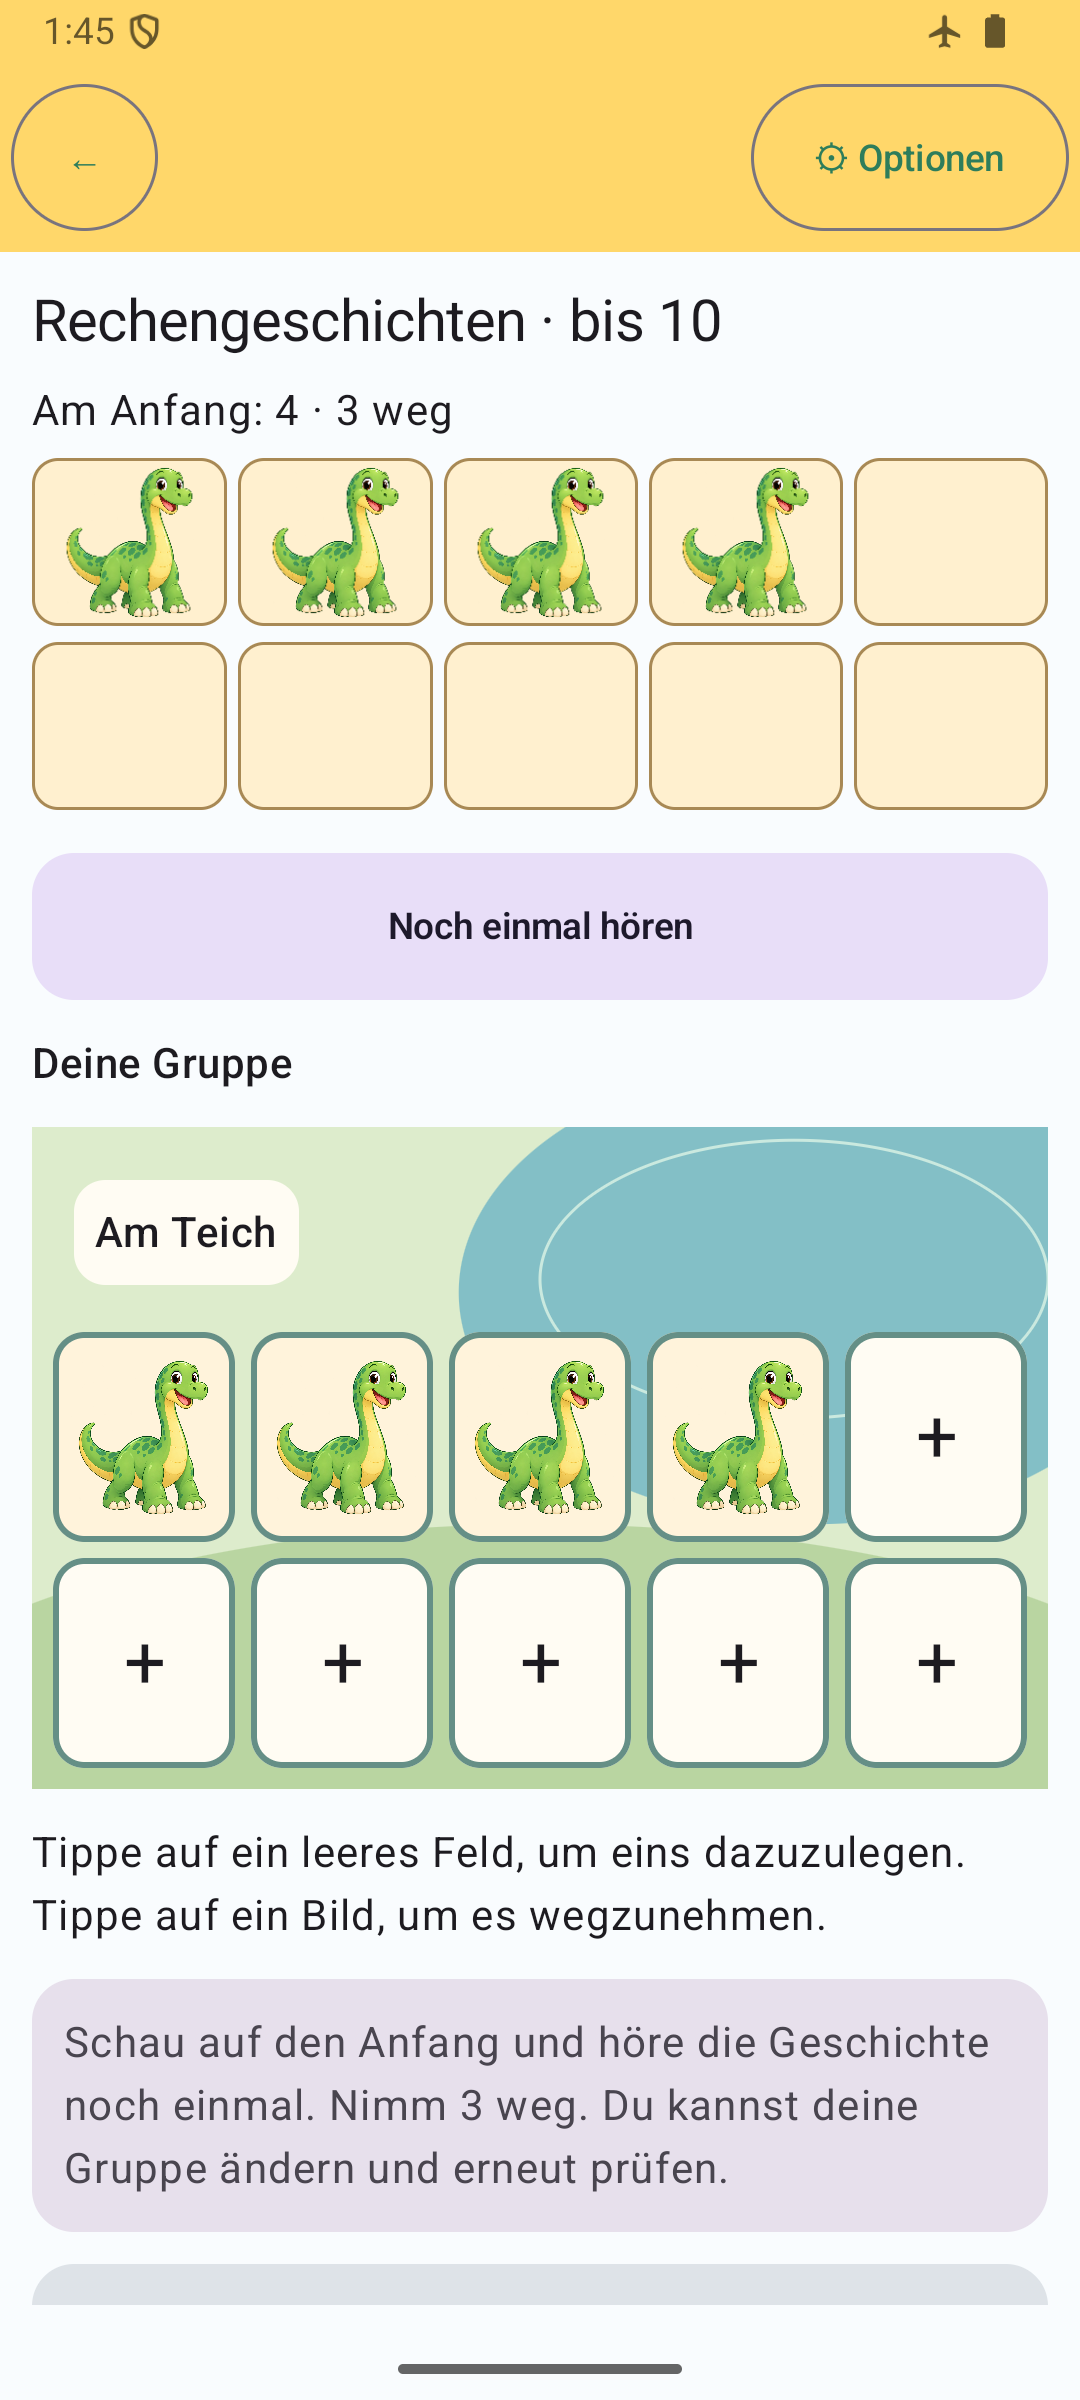 1:45
←
⚙ Optionen
Rechengeschichten · bis 10
Am Anfang: 4 · 3 weg
Noch einmal hören
Deine Gruppe
Am Teich
+
+ + + + +
Tippe auf ein leeres Feld, um eins dazuzulegen.
Tippe auf ein Bild, um es wegzunehmen.
Schau auf den Anfang und höre die Geschichte
noch einmal. Nimm 3 weg. Du kannst deine
Gruppe ändern und erneut prüfen.